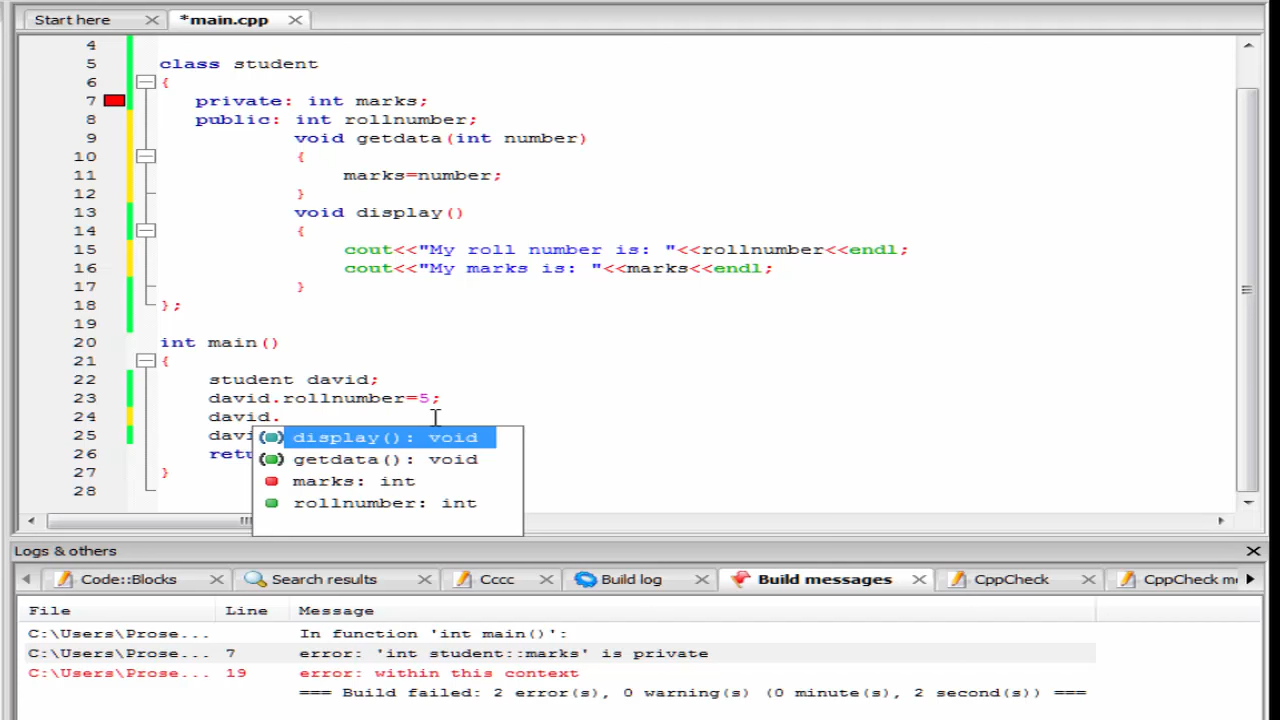 Start here *main.cpp
4
5 class student
6 {
7 private: int marks;
8 public: int rollnumber;
9 void getdata(int number)
10 {
11 marks=number;
12 }
13 void display()
14 {
15 cout<<"My roll number is: "<<rollnumber<<endl;
16 cout<<"My marks is: "<<marks<<endl;
17 }
18 };
19
20 int main()
21 {
22 student david;
23 david.rollnumber=5;
24 david.
25 davi
display(): void
26 retu
getdata(): void
27 }
marks: int
28
rollnumber: int
Logs & others
Code::Blocks Search results Cccc Build log Build messages CppCheck CppCheck me
File Line Message
C:\Users\Prose... In function 'int main()':
C:\Users\Prose... 7 error: 'int student::marks' is private
C:\Users\Prose... 19 error: within this context
=== Build failed: 2 error(s), 0 warning(s) (0 minute(s), 2 second(s)) ===